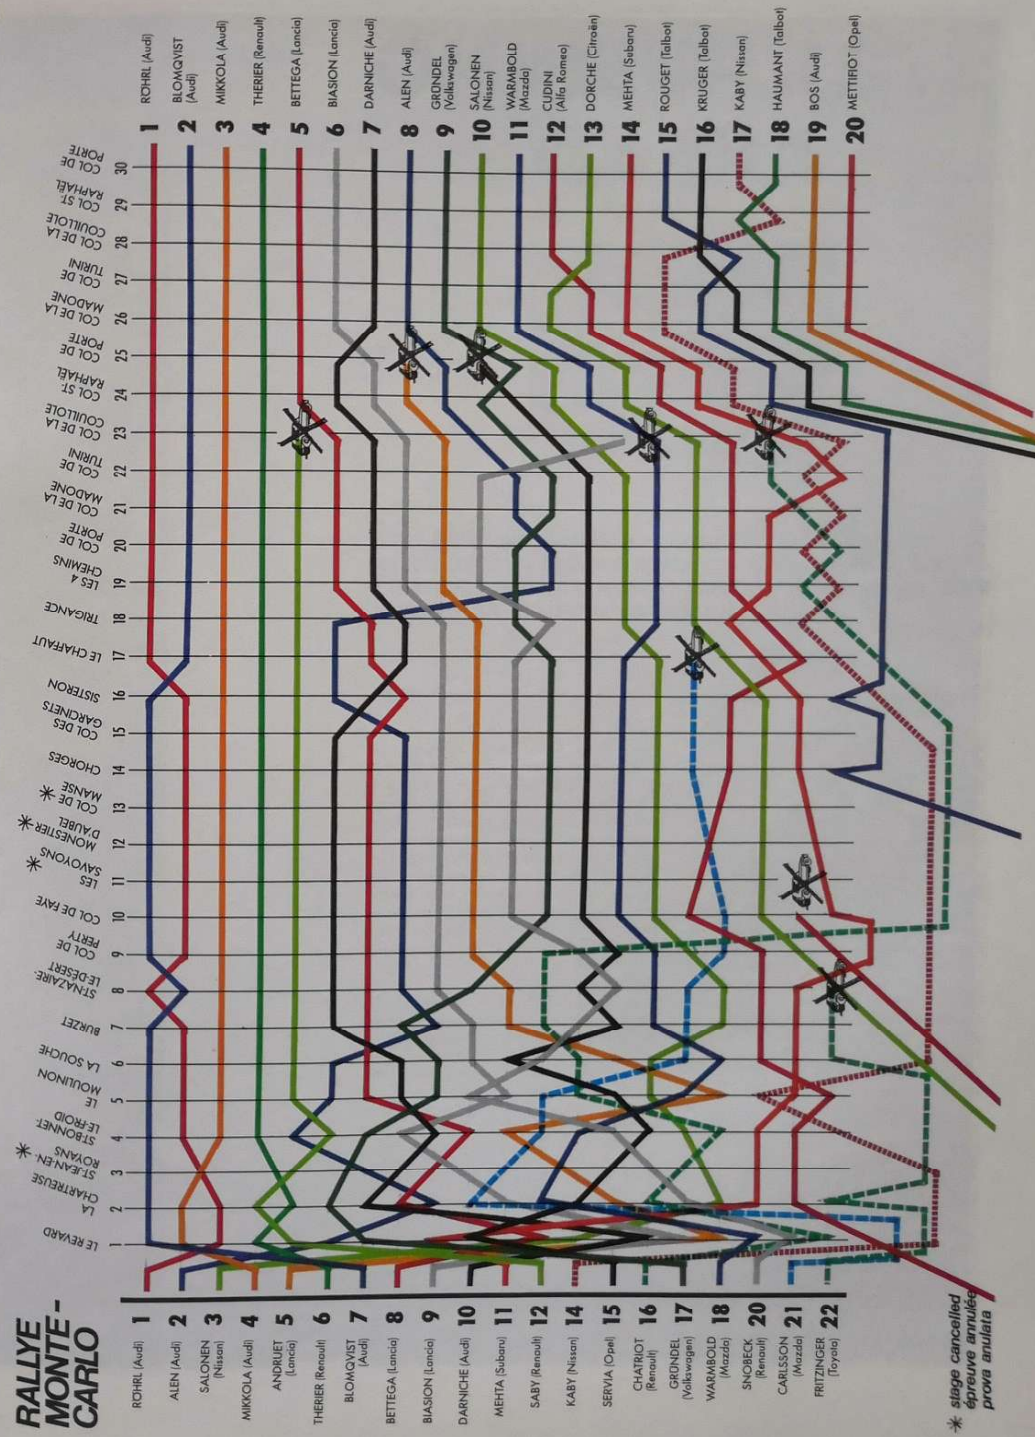 RALLYE
MONTE-
CARLO
1 ROHRL (Audi)
2 ALEN (Audi)
3 SALONEN
(Nissan)
4 MIKKOLA (Audi)
5 ANDRUET
(Lancia)
6 THERIER (Renault)
7 BLOMQVIST
(Audi)
8 BETTEGA (Lancia)
9 BIASION (Lancia)
10 DARNICHE (Audi)
11 MEHTA (Subaru)
12 SABY (Renault)
14 KABY (Nissan)
15 SERVIA (Opel)
16 CHATRIOT
(Renault)
17 GRÜNDEL
(Volkswagen)
18 WARMBOLD
(Mazda)
20 SNOBECK
(Renault)
21 CARLSSON
(Mazda)
22 FRITZINGER
(Toyota)
1 LE REVARD
2 LA
CHARTREUSE
3 ST-JEAN-EN-
ROYANS *
4 ST-BONNET-
LE-FROID
5 LE
MOULINON
6 LA SOUCHE
7 BURZET
8 ST-NAZAIRE-
LE-DÉSERT
9 COL DE
PERTY
10 COL DE FAYE
11 LES
SAVOYONS *
12 MONESTIER *
D'AUBEL
13 COL DE *
MANSE
14 CHORGES
15 COL DES
GARCINETS
16 SISTERON
17 LE CHAFFAUT
18 TRIGANCE
19 LES 4
CHEMINS
20 COL DE
PORTE
21 COL DE LA
MADONE
22 COL DE
TURINI
23 COL DE LA
COUILLOLE
24 COL ST.
RAPHAËL
25 COL DE
PORTE
26 COL DE LA
MADONE
27 COL DE
TURINI
28 COL DE LA
COUILLOLE
29 COL ST.
RAPHAËL
30 COL DE
PORTE
1 ROHRL (Audi)
2 BLOMQVIST
(Audi)
3 MIKKOLA (Audi)
4 THERIER (Renault)
5 BETTEGA (Lancia)
6 BIASION (Lancia)
7 DARNICHE (Audi)
8 ALEN (Audi)
9 GRÜNDEL
(Volkswagen)
10 SALONEN
(Nissan)
11 WARMBOLD
(Mazda)
12 CUDINI
(Alfa Romeo)
13 DORCHE (Citroën)
14 MEHTA (Subaru)
15 ROUGET (Talbot)
16 KRUGER (Talbot)
17 KABY (Nissan)
18 HAUMANT (Talbot)
19 BOS (Audi)
20 METTIFIOT (Opel)
* stage cancelled
épreuve annulée
prova anulata